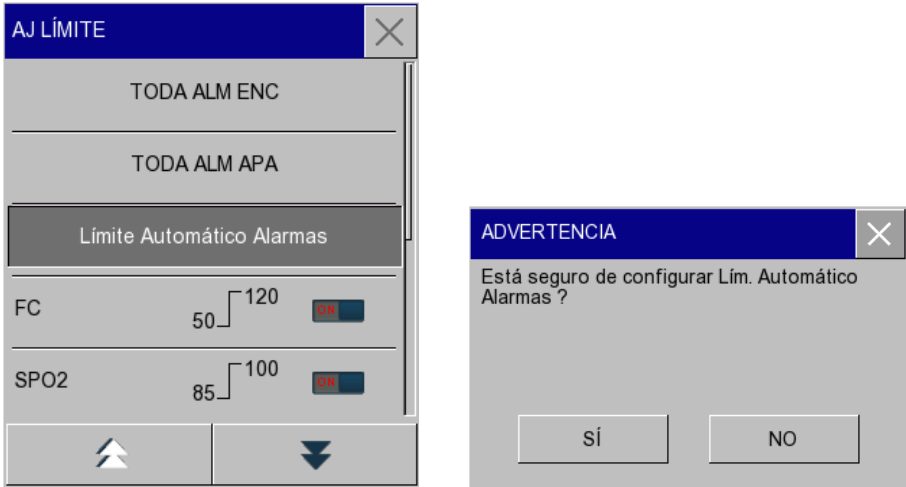 AJ LÍMITE
TODA ALM ENC
TODA ALM APA
Límite Automático Alarmas
FC 50 120 ON
SPO2 85 100 ON
ADVERTENCIA
Está seguro de configurar Lím. Automático
Alarmas ?
SÍ NO